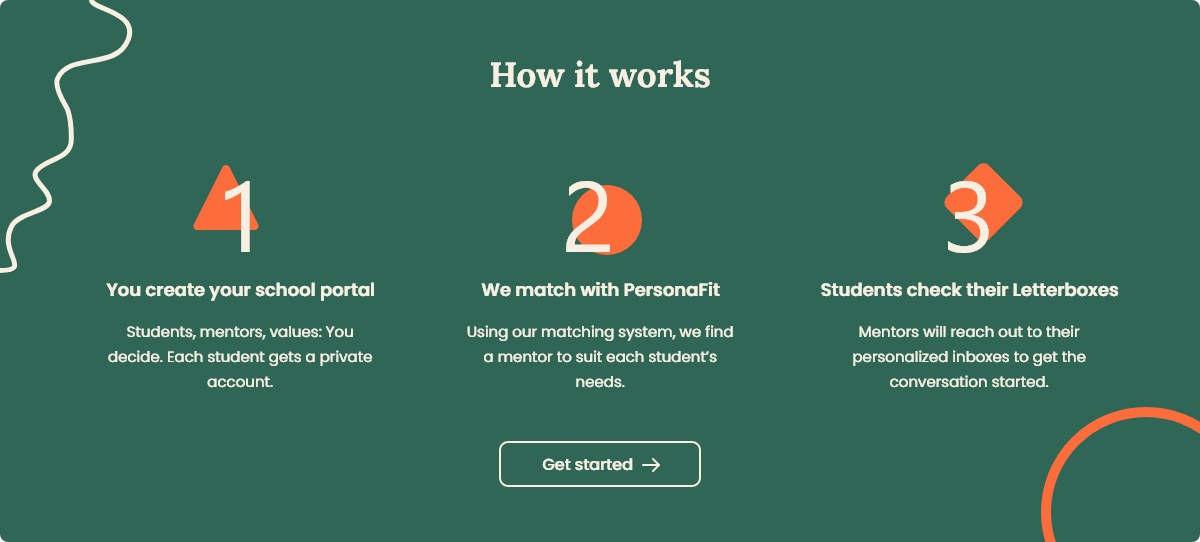 How it works
1
You create your school portal
Students, mentors, values: You
decide. Each student gets a private
account.
2
We match with PersonaFit
Using our matching system, we find
a mentor to suit each student’s
needs.
3
Students check their Letterboxes
Mentors will reach out to their
personalized inboxes to get the
conversation started.
Get started →